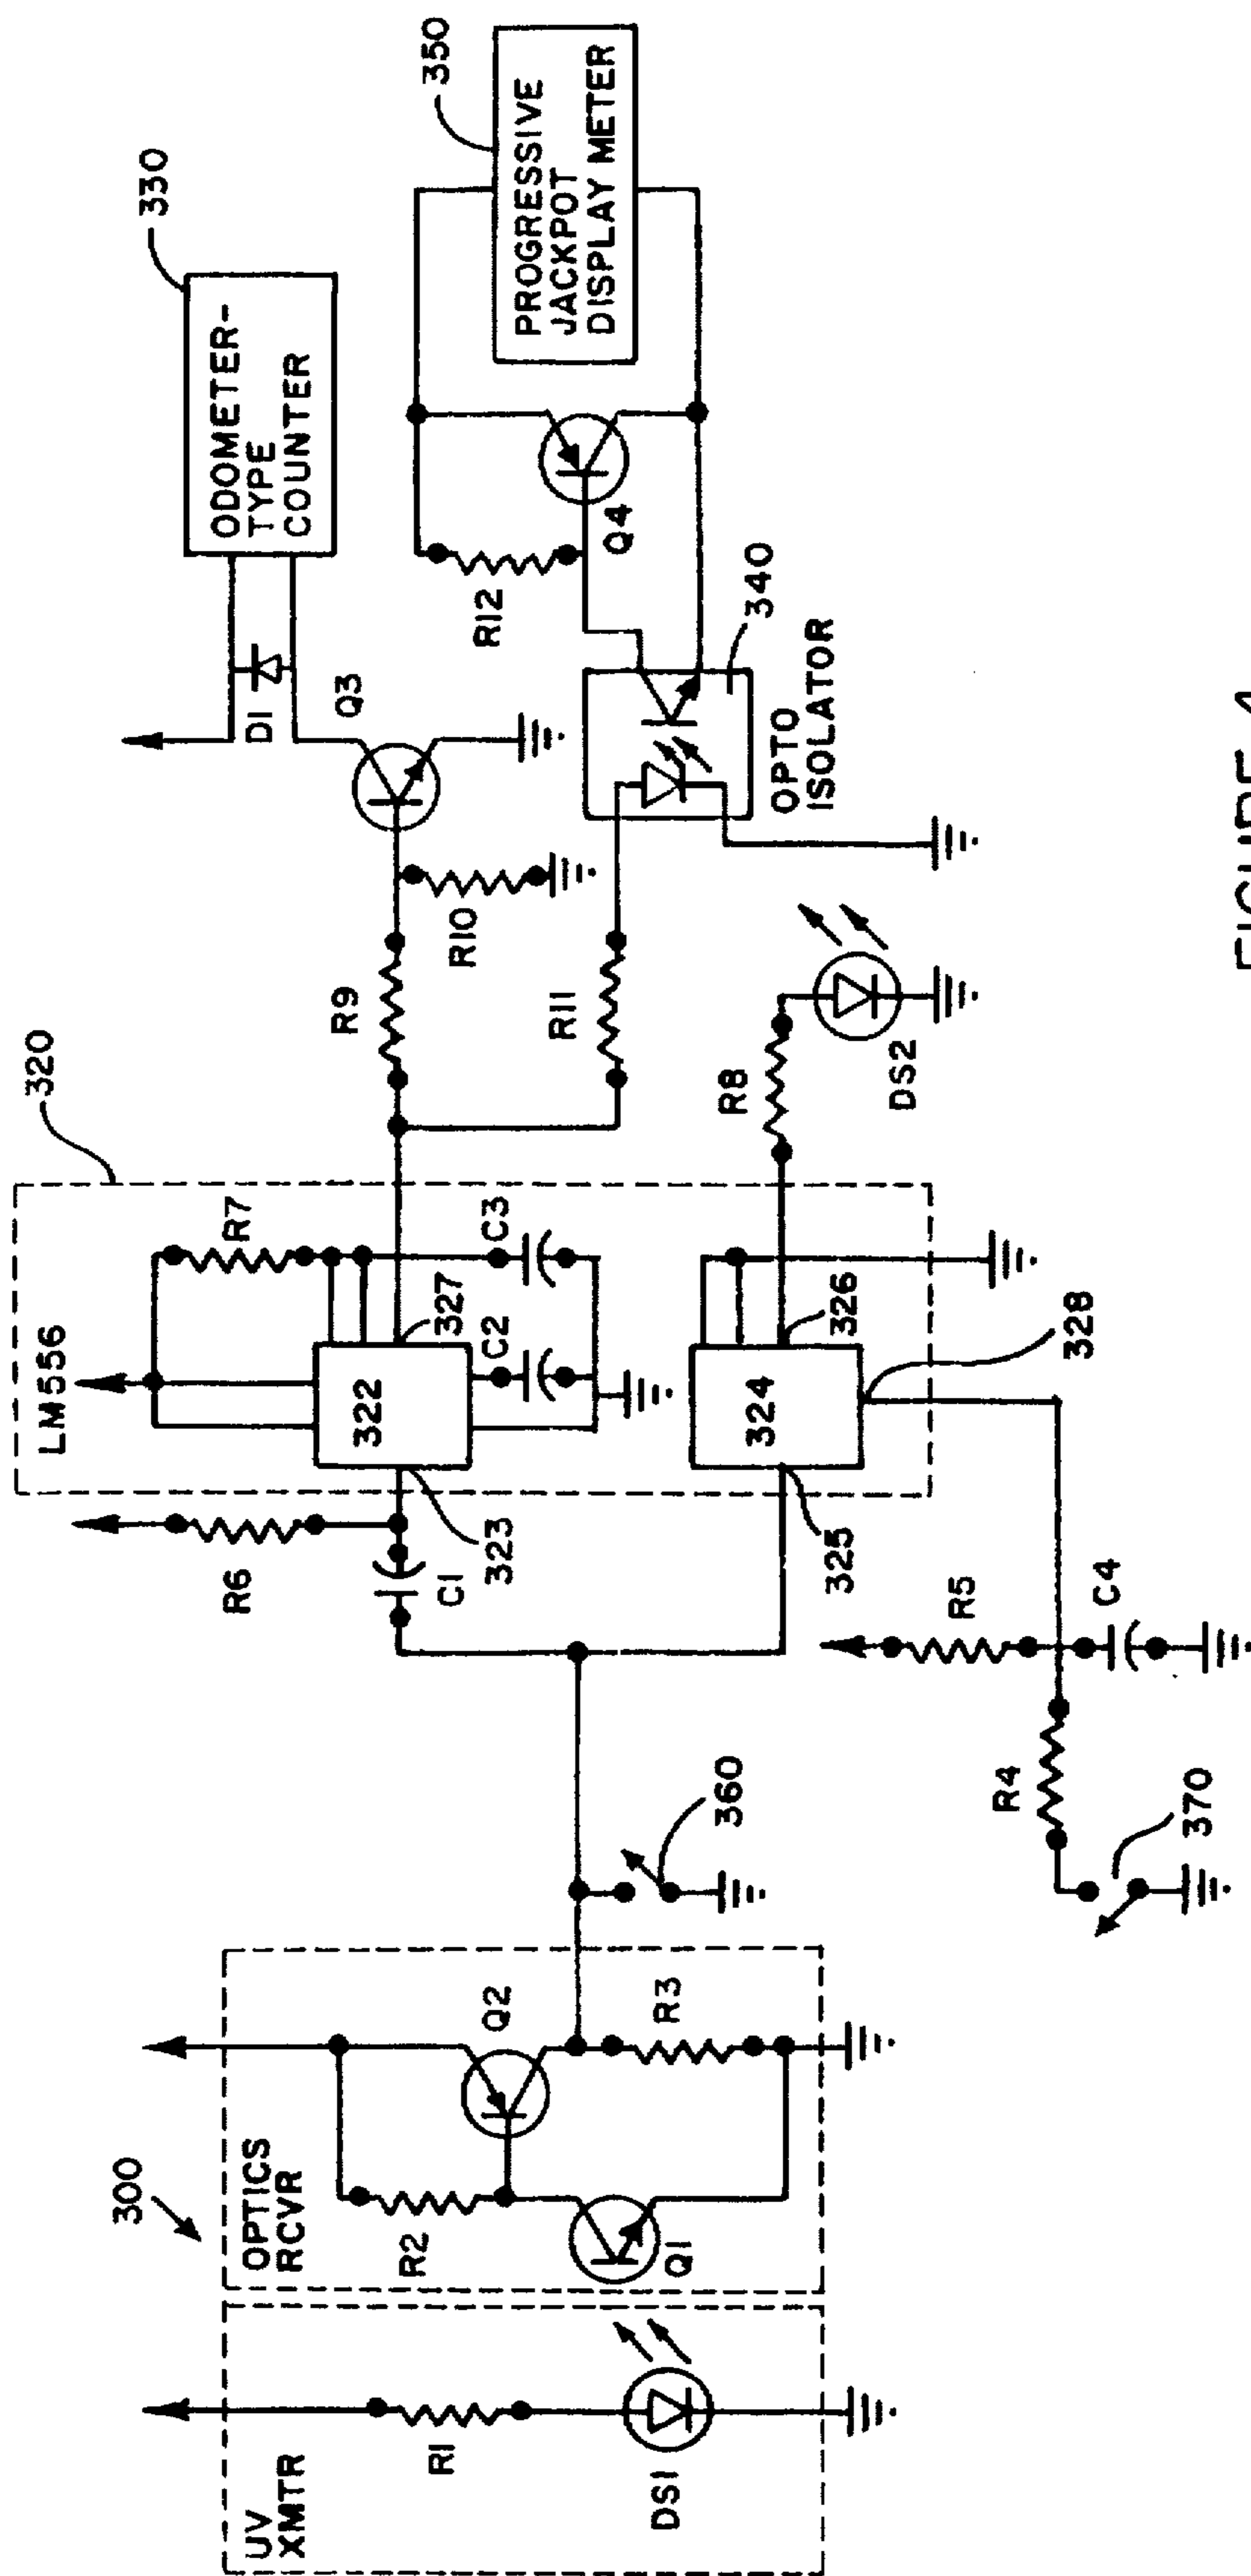 300
UV
XMTR
R1
DS1
OPTICS
RCVR
R2
Q1
Q2
R3
360
370
R4
R5
C4
R6
C1
323
325
328
320
LM556
322
R7
C2
C3
327
324
326
R8
DS2
R9
R10
R11
Q3
D1
330
ODOMETER-
TYPE
COUNTER
OPTO
ISOLATOR
340
R12
Q4
350
PROGRESSIVE
JACKPOT
DISPLAY METER
FIGURE 4